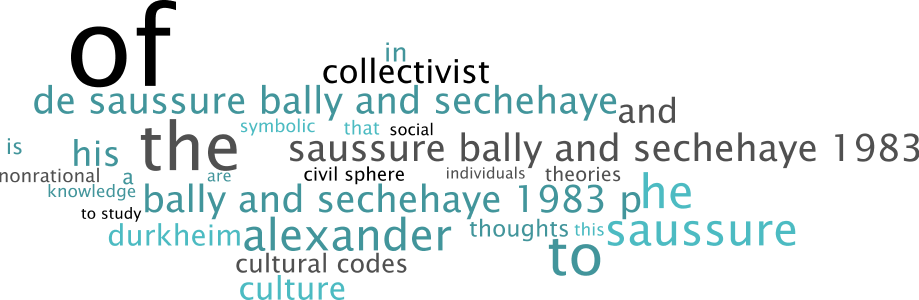 of
in
collectivist
de saussure bally and sechehaye and
symbolic that social
is his the saussure bally and sechehaye 1983
nonrational a are civil sphere individuals theories
knowledge
to study bally and sechehaye 1983 p he
durkheim alexander thoughts this saussure
cultural codes to
culture